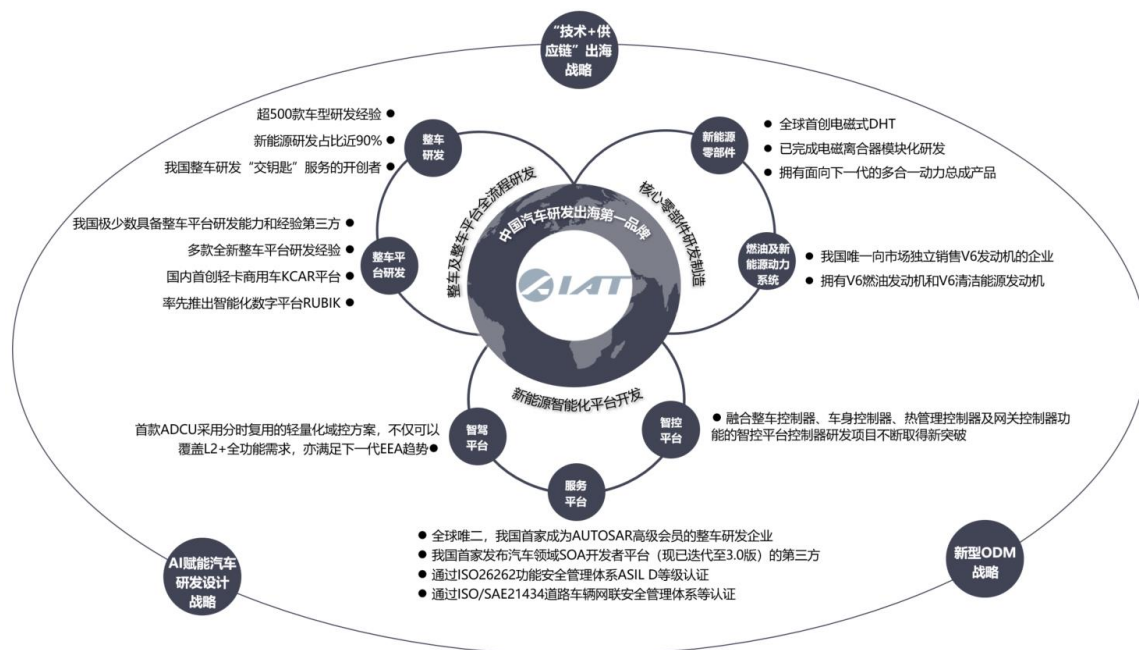 “技术+供
应链”出海
战略
超500款车型研发经验
新能源研发占比近90%
我国整车研发“交钥匙”服务的开创者
整车
研发
我国极少数具备整车平台研发能力和经验第三方
多款全新整车平台研发经验
国内首创轻卡商用车KCAR平台
率先推出智能化数字平台RUBIK
整车平
台研发
整车及整车平台全流程研发
中国汽车研发出海第一品牌
IAT
核心零部件研发制造
新能源
零部件
全球首创电磁式DHT
已完成电磁离合器模块化研发
拥有面向下一代的多合一动力总成产品
燃油及新
能源动力
系统
我国唯一向市场独立销售V6发动机的企业
拥有V6燃油发动机和V6清洁能源发动机
新能源智能化平台开发
首款ADCU采用分时复用的轻量化域控方案，不仅可以
覆盖L2+全功能需求，亦满足下一代EEA趋势
智驾
平台
服务
平台
智控
平台
融合整车控制器、车身控制器、热管理控制器及网关控制器功
能的智控平台控制器研发项目不断取得新突破
全球唯二，我国首家成为AUTOSAR高级会员的整车研发企业
我国首家发布汽车领域SOA开发者平台（现已迭代至3.0版）的第三方
通过ISO26262功能安全管理体系ASIL D等级认证
通过ISO/SAE21434道路车辆网联安全管理体系等认证
AI赋能汽车
研发设计
战略
新型ODM
战略